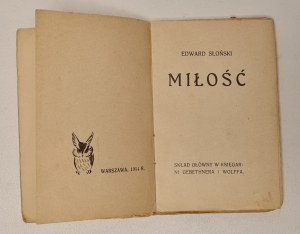 WARSZAWA, 1914 R.
EDWARD SŁOŃSKI
MIŁOŚĆ
SKŁAD GŁÓWNY W KSIĘGAR-
NI GEBETHNERA I WOLFFA